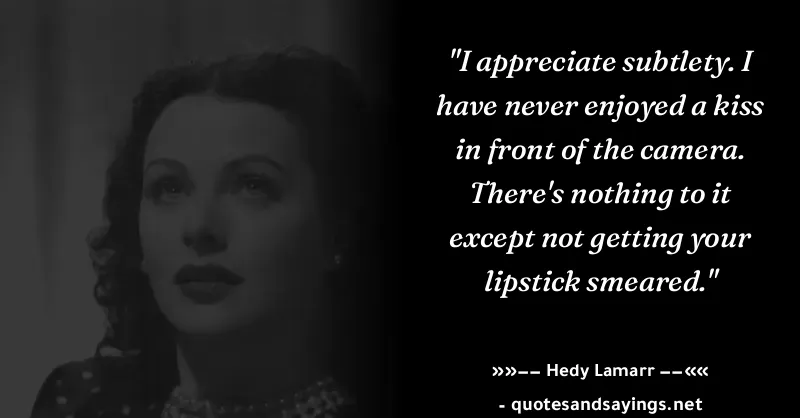 "I appreciate subtlety. I
have never enjoyed a kiss
in front of the camera.
There's nothing to it
except not getting your
lipstick smeared."
»»−− Hedy Lamarr −−««
- quotesandsayings.net